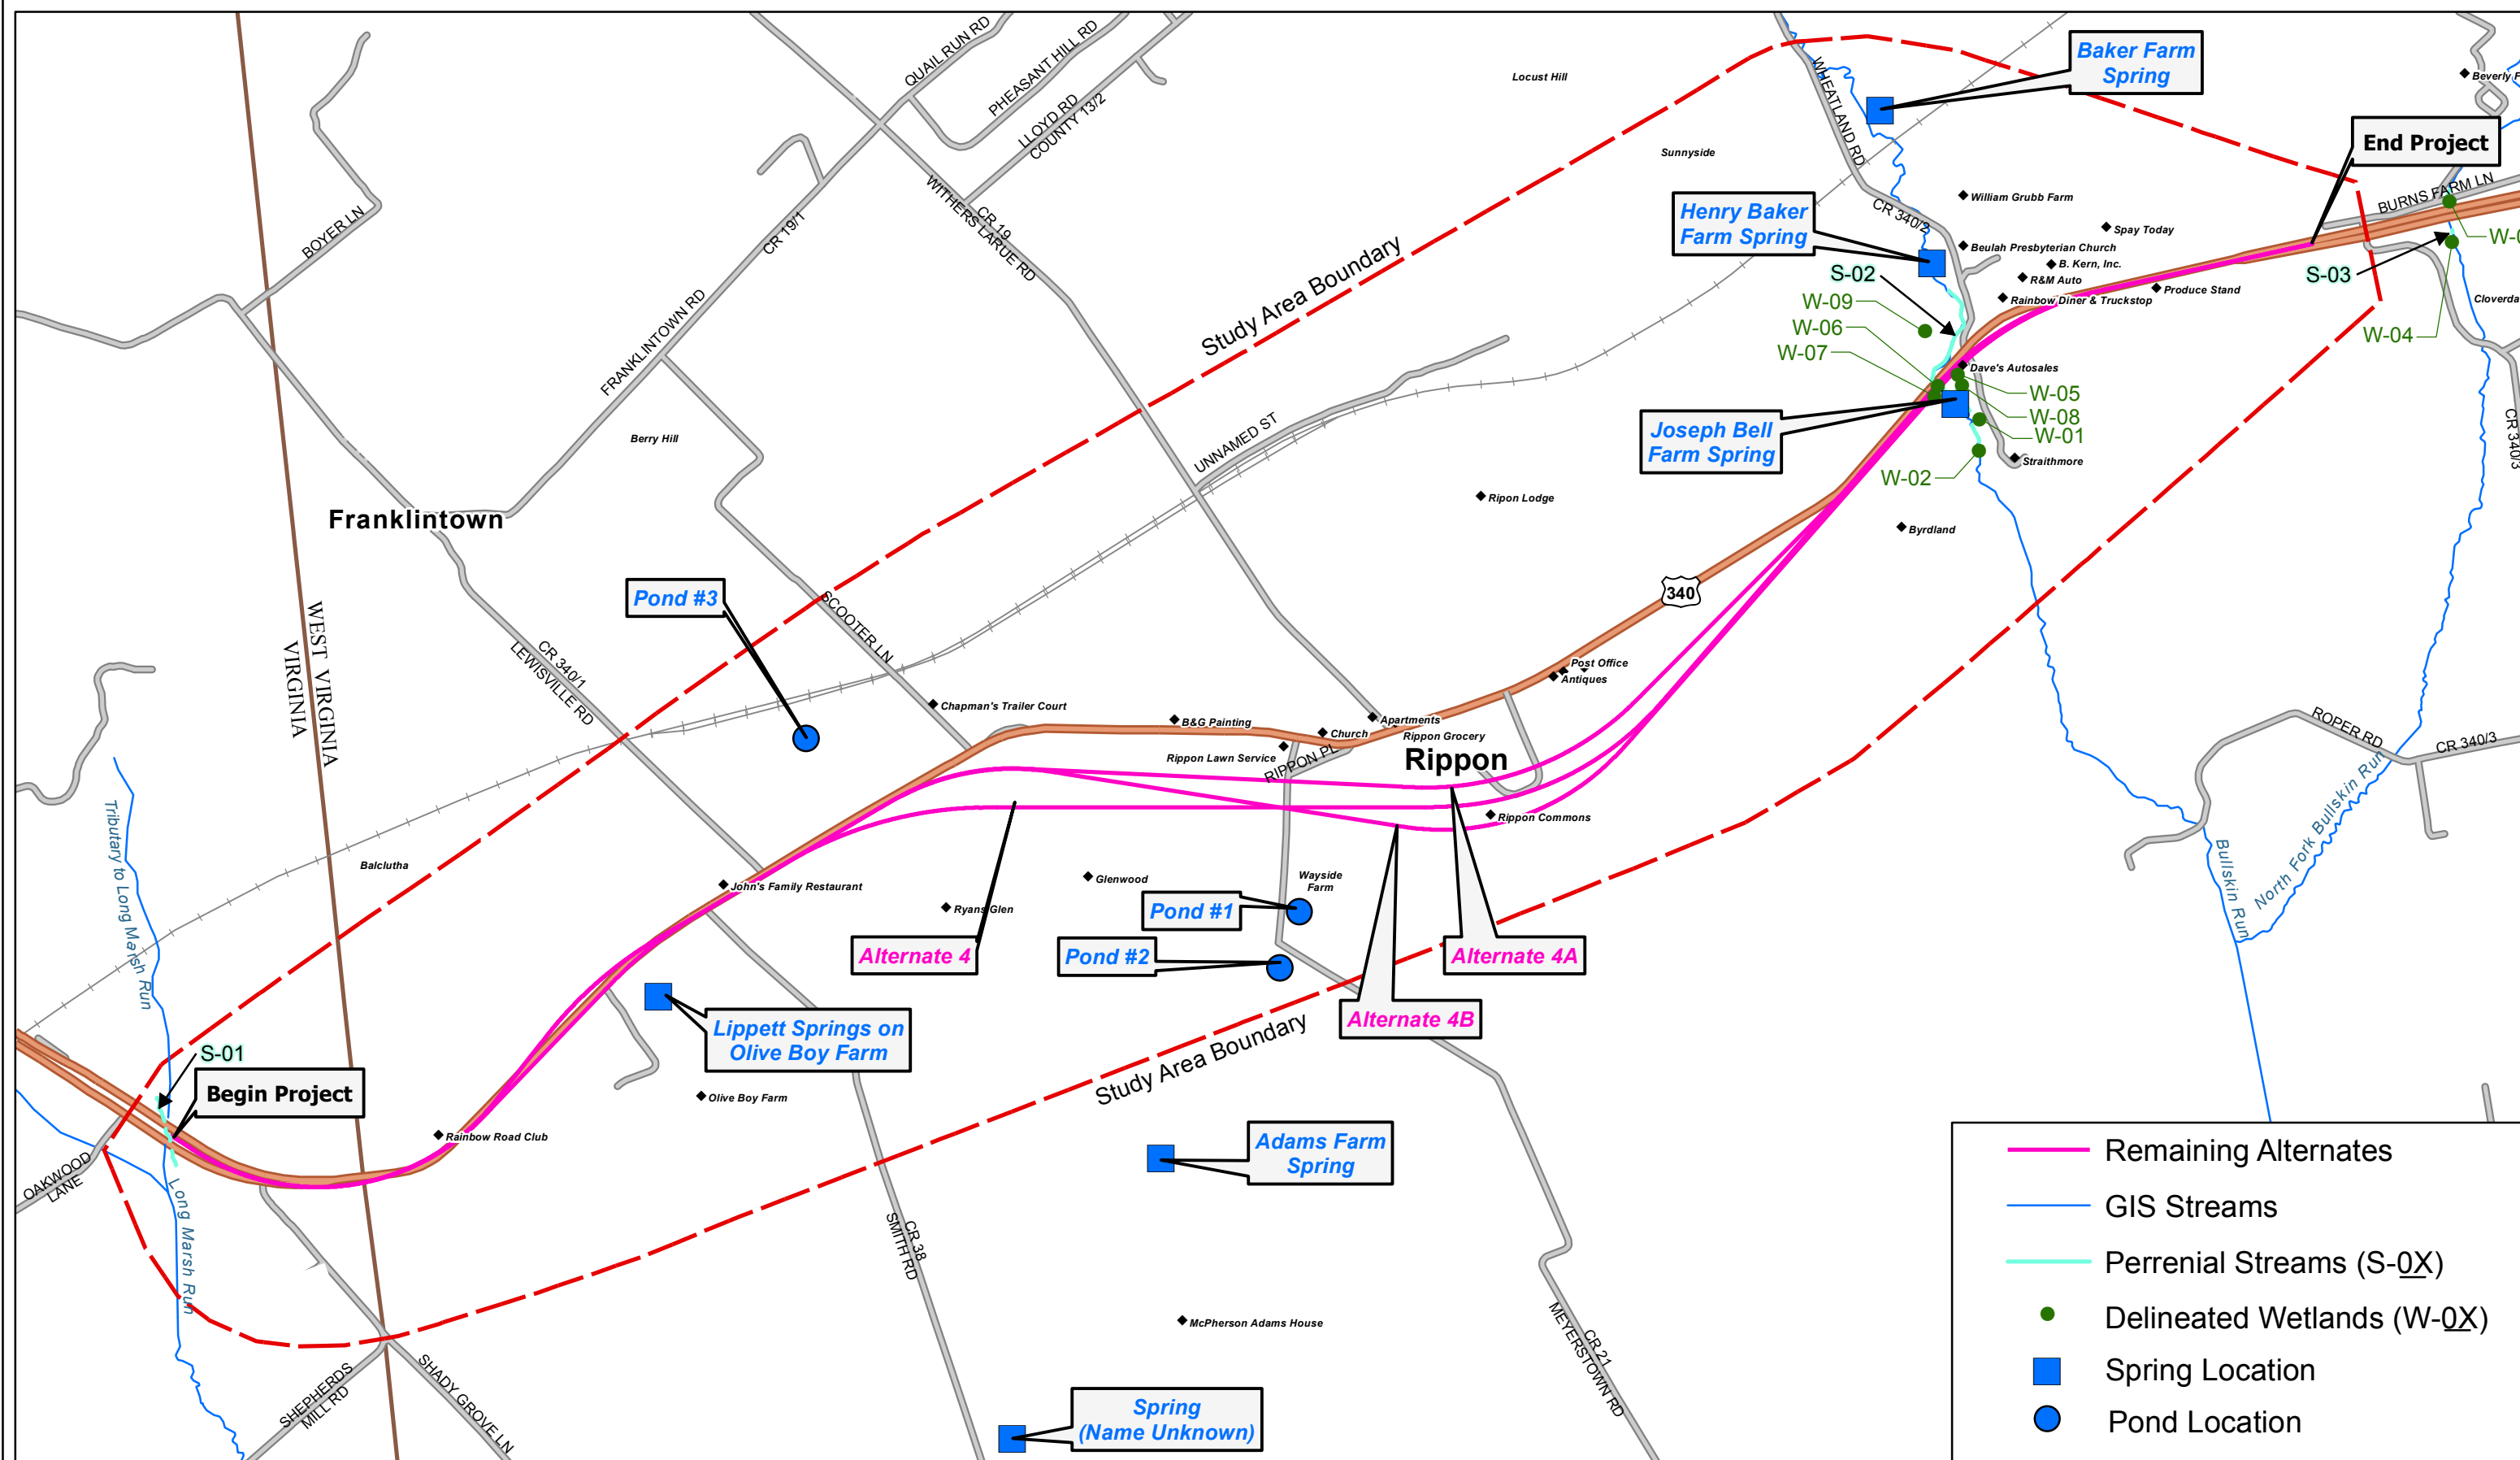 QUAIL RUN RD
PHEASANT HILL RD
LLOYD RD
COUNTY 13/2
Locust Hill
Baker Farm
Spring
Beverly F
WHEATLAND RD
End Project
Sunnyside
BOYER LN
CR 19/1
CR 19
WITHERS LARUE RD
William Grubb Farm
BURNS FARM LN
Henry Baker
Farm Spring
CR 340/2
Spay Today
Beulah Presbyterian Church
B. Kern, Inc.
R&M Auto
Rainbow Diner & Truckstop
Produce Stand
S-02
S-03
W-0
Cloverda
W-09
W-06
W-07
W-04
Study Area Boundary
FRANKLINTOWN RD
Dave's Autosales
W-05
W-08
W-01
W-02
Straithmore
CR 340/3
Joseph Bell
Farm Spring
UNNAMED ST
Berry Hill
Ripon Lodge
Franklintown
Byrdland
340
Pond #3
SCOOTER LN
WEST VIRGINIA
VIRGINIA
CR 340/1
LEWISVILLE RD
Post Office
Antiques
Chapman's Trailer Court
B&G Painting
Apartments
Church
Rippon Grocery
Rippon Lawn Service
RIPPON PL
Rippon
ROPER RD
CR 340/3
Tributary to Long Marsh Run
Rippon Commons
Bullskin Run
North Fork Bullskin Run
Balclutha
John's Family Restaurant
Ryans Glen
Glenwood
Wayside
Farm
Pond #1
Alternate 4
Pond #2
Alternate 4A
Alternate 4B
Lippett Springs on
Olive Boy Farm
Study Area Boundary
S-01
Begin Project
Olive Boy Farm
Rainbow Road Club
OAKWOOD
LANE
Long Marsh Run
Adams Farm
Spring
CR 38
SMITH RD
McPherson Adams House
CR 21
MEYERSTOWN RD
SHEPHERDS
MILL RD
SHADY GROVE LN
Spring
(Name Unknown)
Remaining Alternates
GIS Streams
Perrenial Streams (S-0X)
Delineated Wetlands (W-0X)
Spring Location
Pond Location